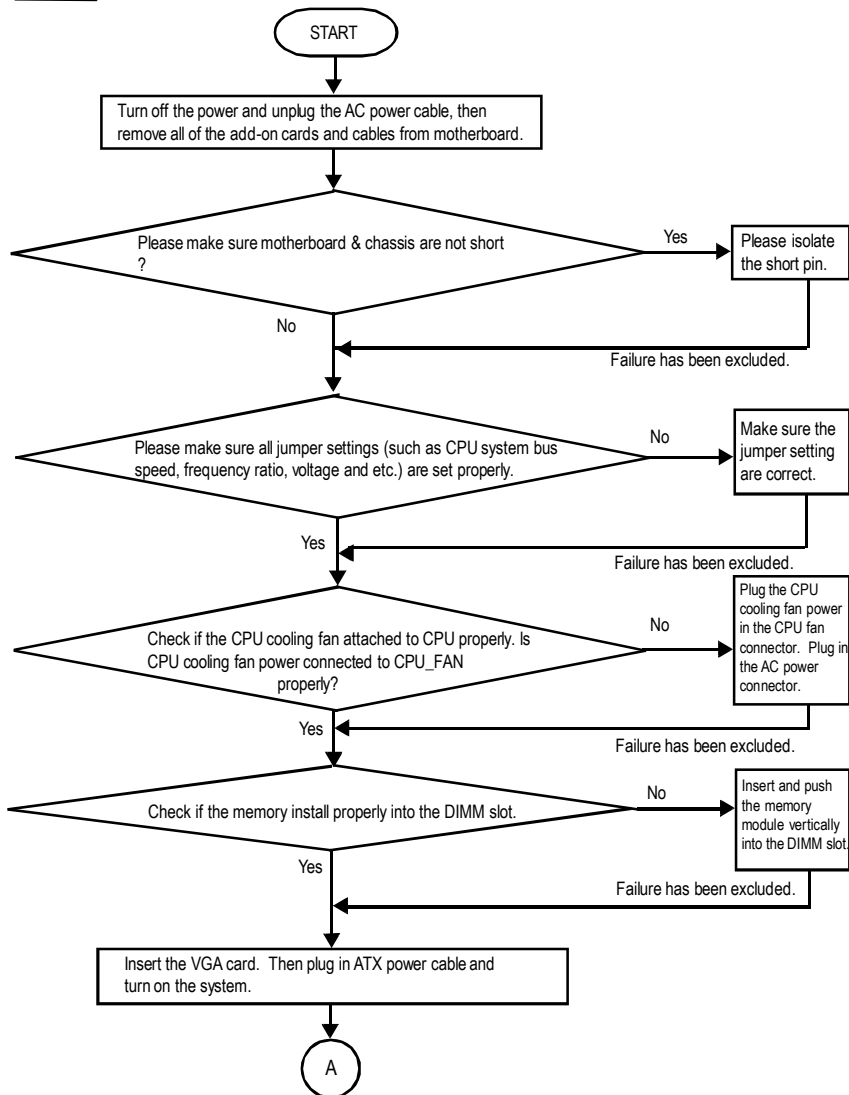 START
Turn off the power and unplug the AC power cable, then
remove all of the add-on cards and cables from motherboard.
Please make sure motherboard & chassis are not short
?
Yes
Please isolate
the short pin.
No
Failure has been excluded.
Please make sure all jumper settings (such as CPU system bus
speed, frequency ratio, voltage and etc.) are set properly.
No
Make sure the
jumper setting
are correct.
Yes
Failure has been excluded.
Check if the CPU cooling fan attached to CPU properly. Is
CPU cooling fan power connected to CPU_FAN
properly?
No
Plug the CPU
cooling fan power
in the CPU fan
connector. Plug in
the AC power
connector.
Yes
Failure has been excluded.
Check if the memory install properly into the DIMM slot.
No
Insert and push
the memory
module vertically
into the DIMM slot.
Yes
Failure has been excluded.
Insert the VGA card. Then plug in ATX power cable and
turn on the system.
A